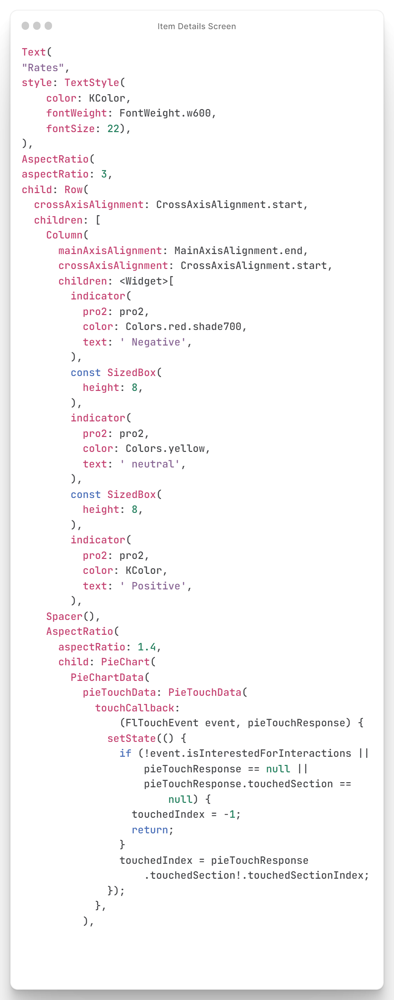 Item Details Screen
Text(
"Rates",
style: TextStyle(
    color: KColor,
    fontWeight: FontWeight.w600,
    fontSize: 22),
),
AspectRatio(
aspectRatio: 3,
child: Row(
  crossAxisAlignment: CrossAxisAlignment.start,
  children: [
    Column(
      mainAxisAlignment: MainAxisAlignment.end,
      crossAxisAlignment: CrossAxisAlignment.start,
      children: <Widget>[
        indicator(
          pro2: pro2,
          color: Colors.red.shade700,
          text: ' Negative',
        ),
        const SizedBox(
          height: 8,
        ),
        indicator(
          pro2: pro2,
          color: Colors.yellow,
          text: ' neutral',
        ),
        const SizedBox(
          height: 8,
        ),
        indicator(
          pro2: pro2,
          color: KColor,
          text: ' Positive',
        ),
    Spacer(),
    AspectRatio(
      aspectRatio: 1.4,
      child: PieChart(
        PieChartData(
          pieTouchData: PieTouchData(
            touchCallback:
                (FlTouchEvent event, pieTouchResponse) {
              setState(() {
                if (!event.isInterestedForInteractions ||
                    pieTouchResponse == null ||
                    pieTouchResponse.touchedSection ==
                        null) {
                  touchedIndex = -1;
                  return;
                }
                touchedIndex = pieTouchResponse
                    .touchedSection!.touchedSectionIndex;
              });
            },
          ),